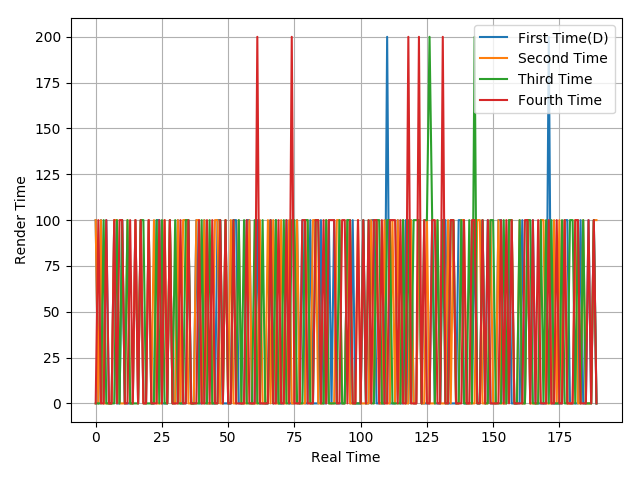 First Time(D)
Second Time
Third Time
Fourth Time
200
175
150
125
100
75
50
25
0
Render Time
0
25
50
75
100
125
150
175
Real Time